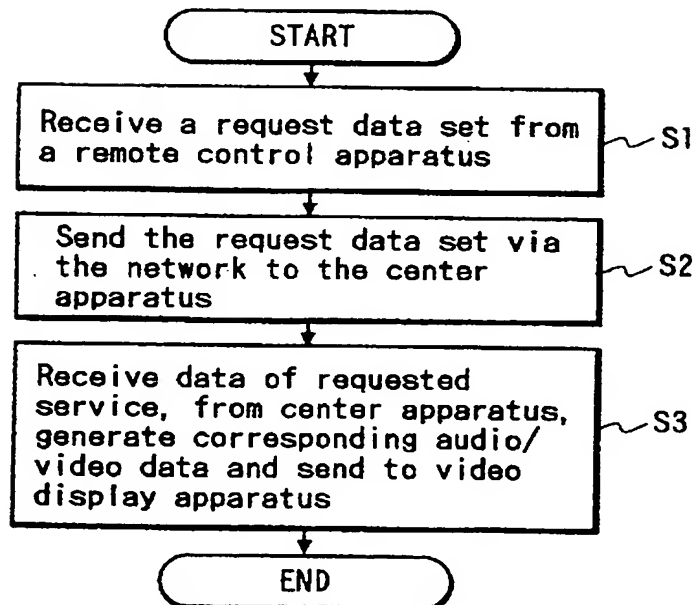 START
Receive a request data set from
a remote control apparatus
S1
Send the request data set via
the network to the center
apparatus
S2
Receive data of requested
service, from center apparatus,
generate corresponding audio/
video data and send to video
display apparatus
S3
END